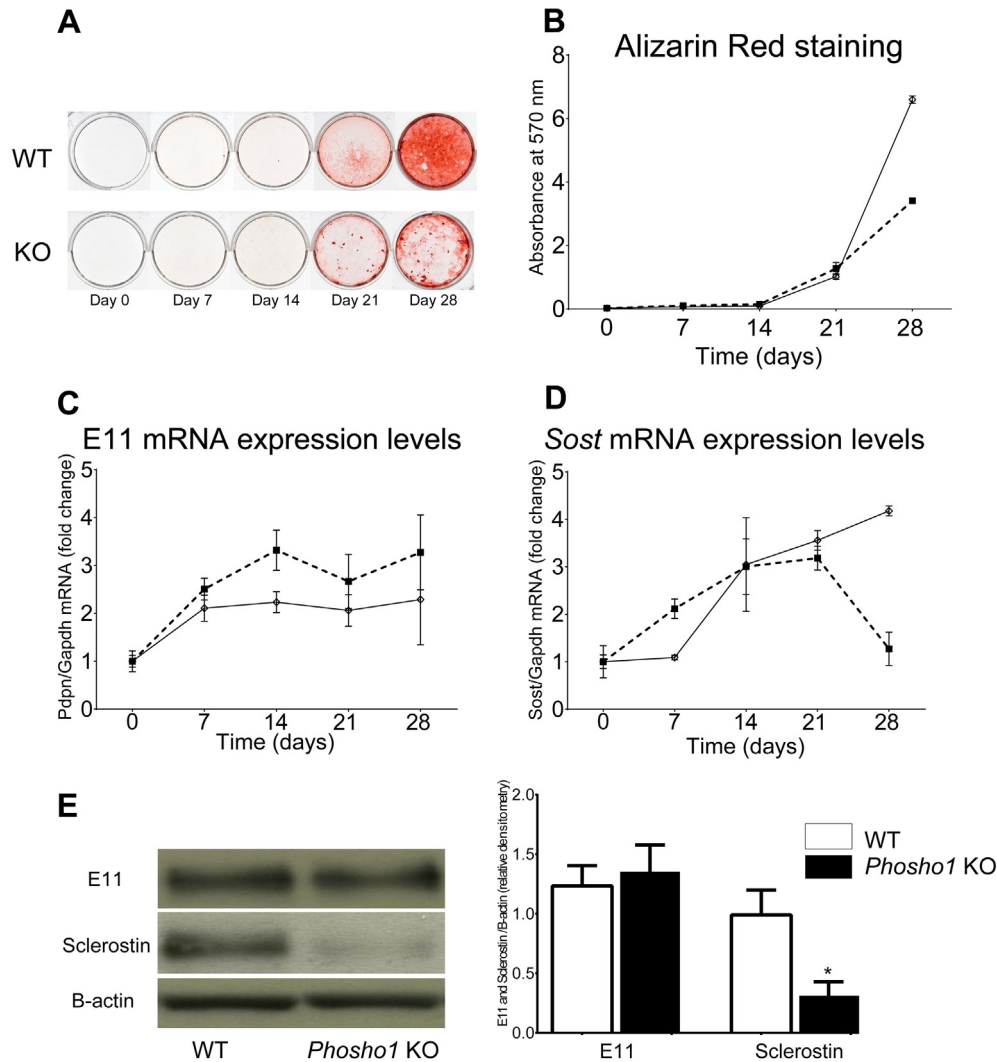 A
WT
KO
Day 0 Day 7 Day 14 Day 21 Day 28
B
Alizarin Red staining
Absorbance at 570 nm
8
6
4
2
0
0 7 14 21 28
Time (days)
C
E11 mRNA expression levels
Pdpn/Gapdh mRNA (fold change)
5
4
3
2
1
0
0 7 14 21 28
Time (days)
D
Sost mRNA expression levels
Sost/Gapdh mRNA (fold change)
5
4
3
2
1
0
0 7 14 21 28
Time (days)
E
E11
Sclerostin
B-actin
WT Phosho1 KO
E11 and Sclerostin/B-actin (relative densitometry)
2.0
1.5
1.0
0.5
0.0
*
E11 Sclerostin
WT
Phosho1 KO